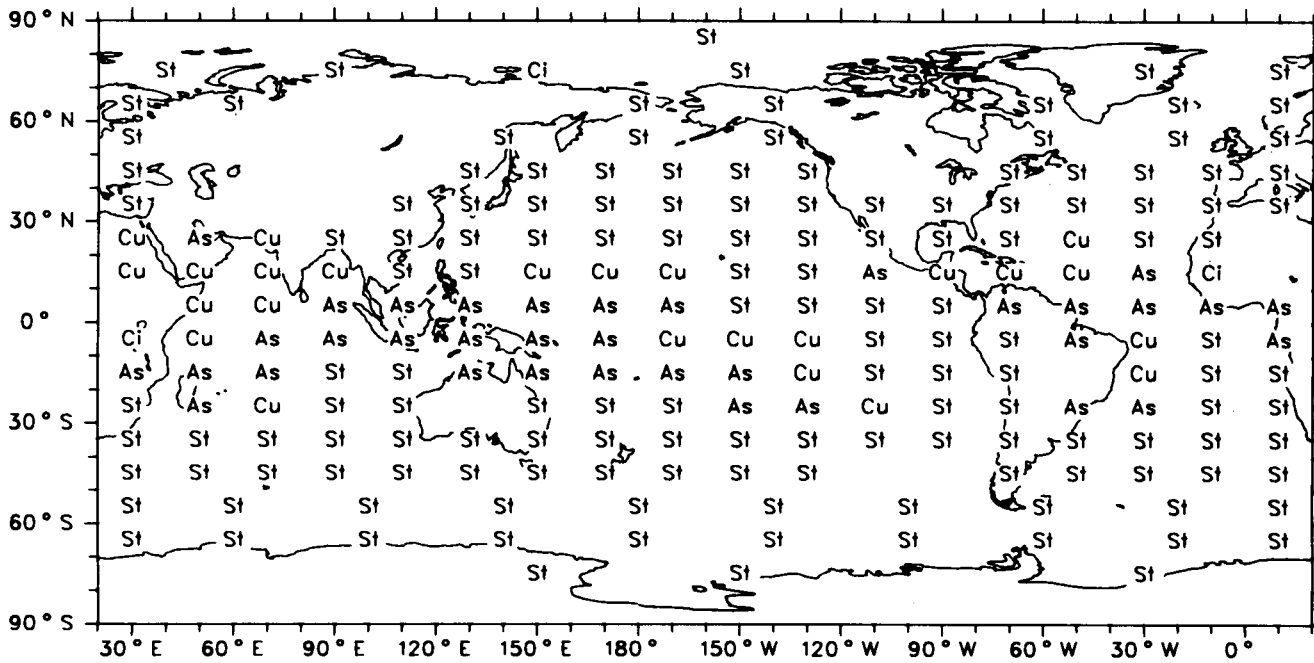 90° N
St
St St Ci St St St
St St St St St St St
60° N
St St St St St St St
St St St St St St St St St St St St
St St St St St St St St St St St St St St St
30° N
Cu As Cu St St St St St St St St St St St Cu St St
Cu Cu Cu Cu St St Cu Cu Cu St St As Cu Cu Cu As Ci
Cu Cu As As As As As As St St St St As As As As As
0°
Ci Cu As As As As As As Cu Cu Cu St St St As Cu St As
As As As St St As As As As As Cu St St St Cu St St
St As Cu St St St St St As As Cu St St As As St St
30° S
St St St St St St St St St St St St St St St St St St
St St St St St St St St St St St St St St St St
St St St St St St St St St St
60° S
St St St St St St St St St St
St St St
90° S
30° E 60° E 90° E 120° E 150° E 180° 150° W 120° W 90° W 60° W 30° W 0°